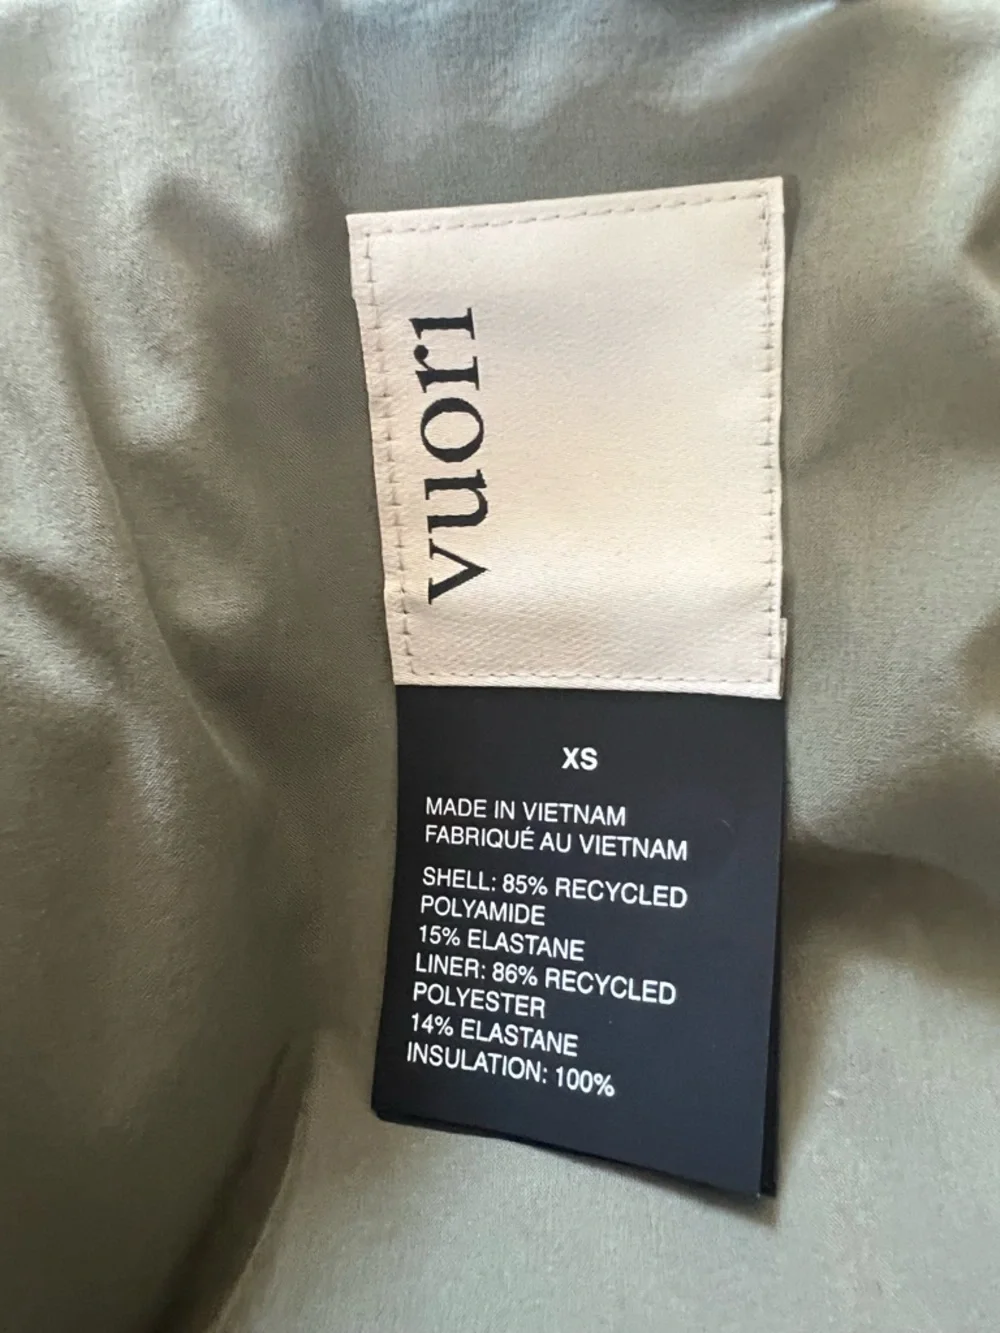 vuori
XS
MADE IN VIETNAM
FABRIQUÉ AU VIETNAM
SHELL: 85% RECYCLED
POLYAMIDE
15% ELASTANE
LINER: 86% RECYCLED
POLYESTER
14% ELASTANE
INSULATION: 100%